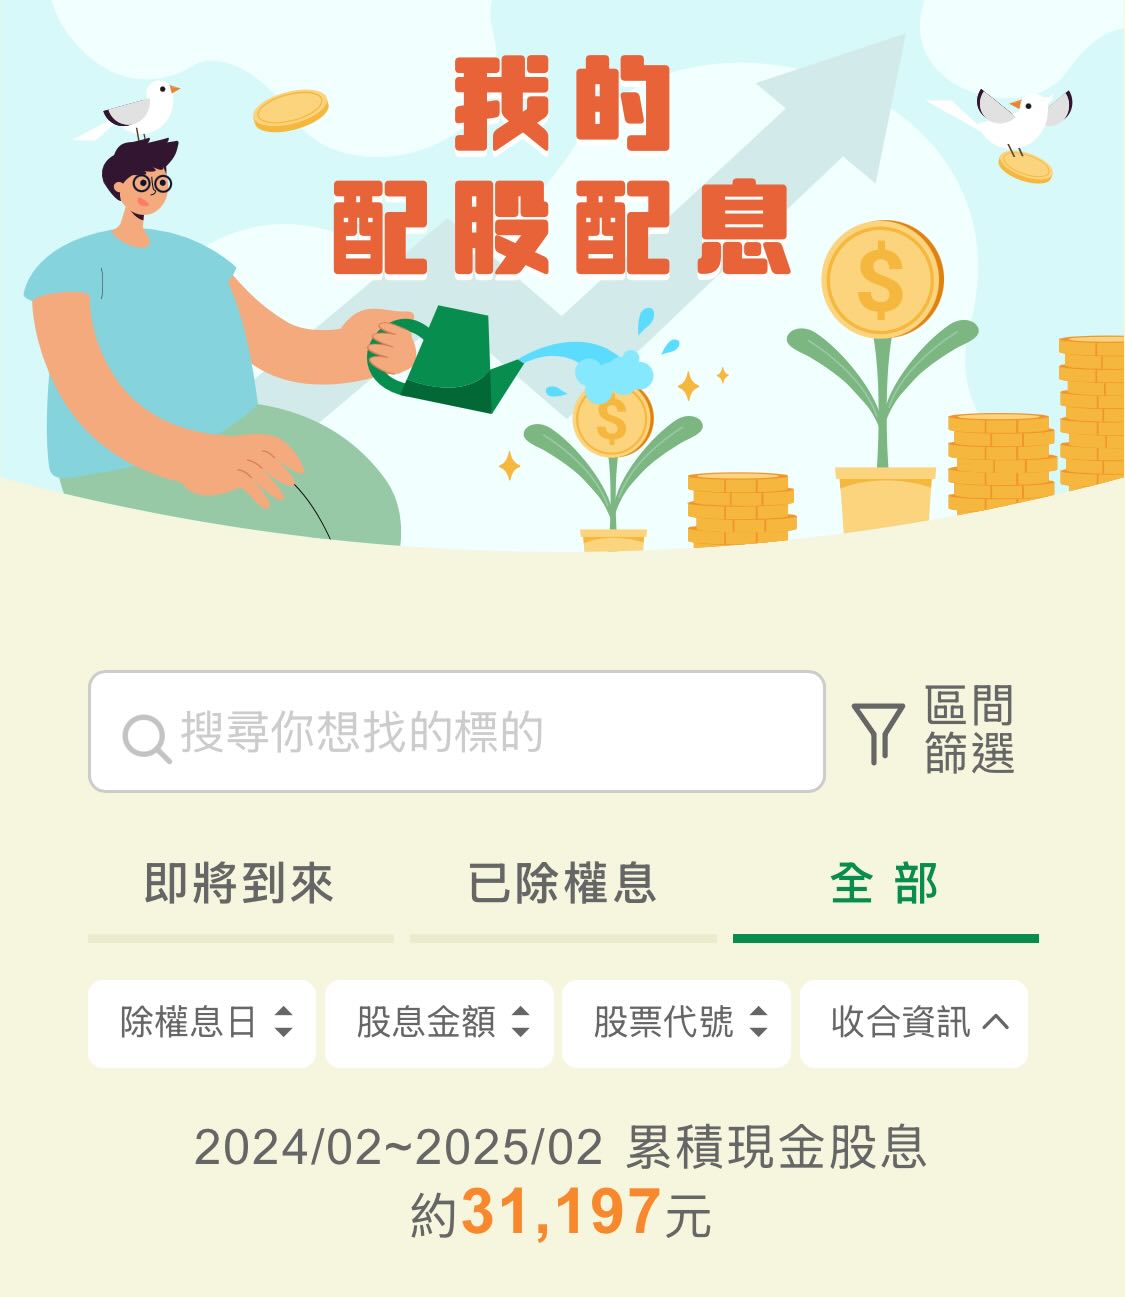 我的
配股配息
$
$
搜尋你想找的標的
區間
篩選
即將到來 已除權息 全 部
除權息日 股息金額 股票代號 收合資訊
2024/02~2025/02 累積現金股息
約31,197元